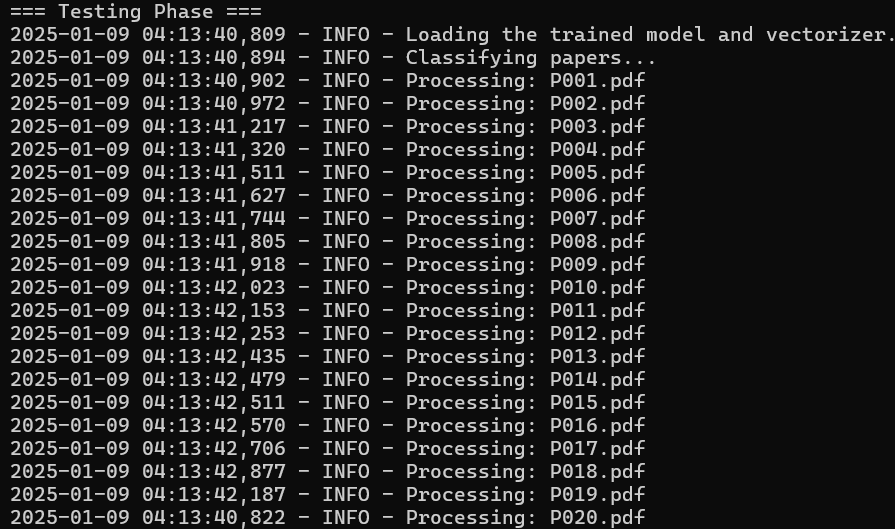 === Testing Phase ===
2025-01-09 04:13:40,809 - INFO - Loading the trained model and vectorizer.
2025-01-09 04:13:40,894 - INFO - Classifying papers...
2025-01-09 04:13:40,902 - INFO - Processing: P001.pdf
2025-01-09 04:13:40,972 - INFO - Processing: P002.pdf
2025-01-09 04:13:41,217 - INFO - Processing: P003.pdf
2025-01-09 04:13:41,320 - INFO - Processing: P004.pdf
2025-01-09 04:13:41,511 - INFO - Processing: P005.pdf
2025-01-09 04:13:41,627 - INFO - Processing: P006.pdf
2025-01-09 04:13:41,744 - INFO - Processing: P007.pdf
2025-01-09 04:13:41,805 - INFO - Processing: P008.pdf
2025-01-09 04:13:41,918 - INFO - Processing: P009.pdf
2025-01-09 04:13:42,023 - INFO - Processing: P010.pdf
2025-01-09 04:13:42,153 - INFO - Processing: P011.pdf
2025-01-09 04:13:42,253 - INFO - Processing: P012.pdf
2025-01-09 04:13:42,435 - INFO - Processing: P013.pdf
2025-01-09 04:13:42,479 - INFO - Processing: P014.pdf
2025-01-09 04:13:42,511 - INFO - Processing: P015.pdf
2025-01-09 04:13:42,570 - INFO - Processing: P016.pdf
2025-01-09 04:13:42,706 - INFO - Processing: P017.pdf
2025-01-09 04:13:42,877 - INFO - Processing: P018.pdf
2025-01-09 04:13:42,187 - INFO - Processing: P019.pdf
2025-01-09 04:13:40,822 - INFO - Processing: P020.pdf